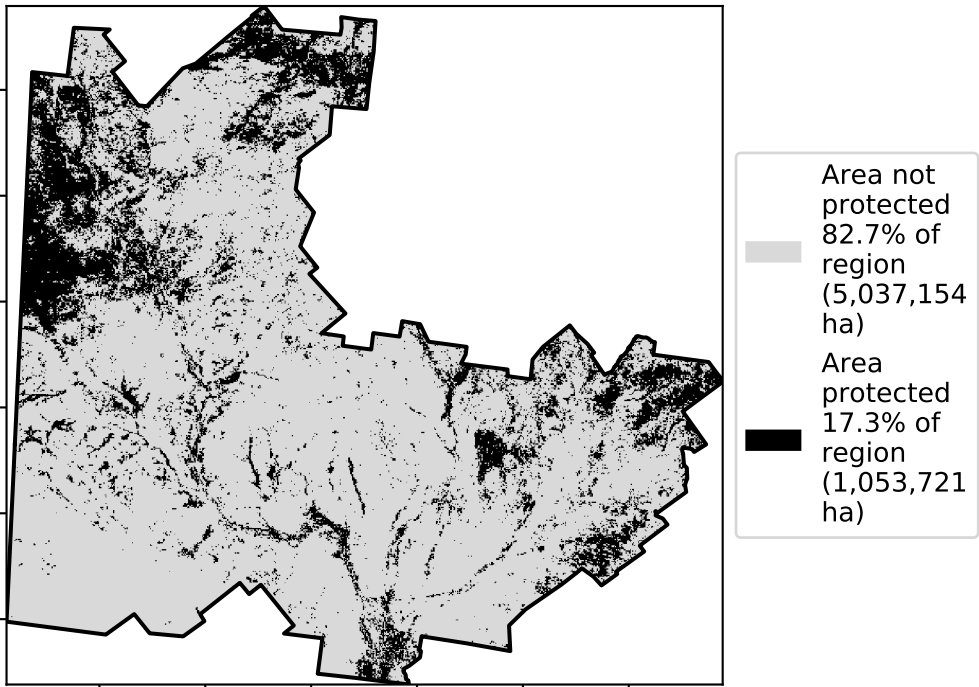 Area not
protected
82.7% of
region
(5,037,154
ha)
Area
protected
17.3% of
region
(1,053,721
ha)